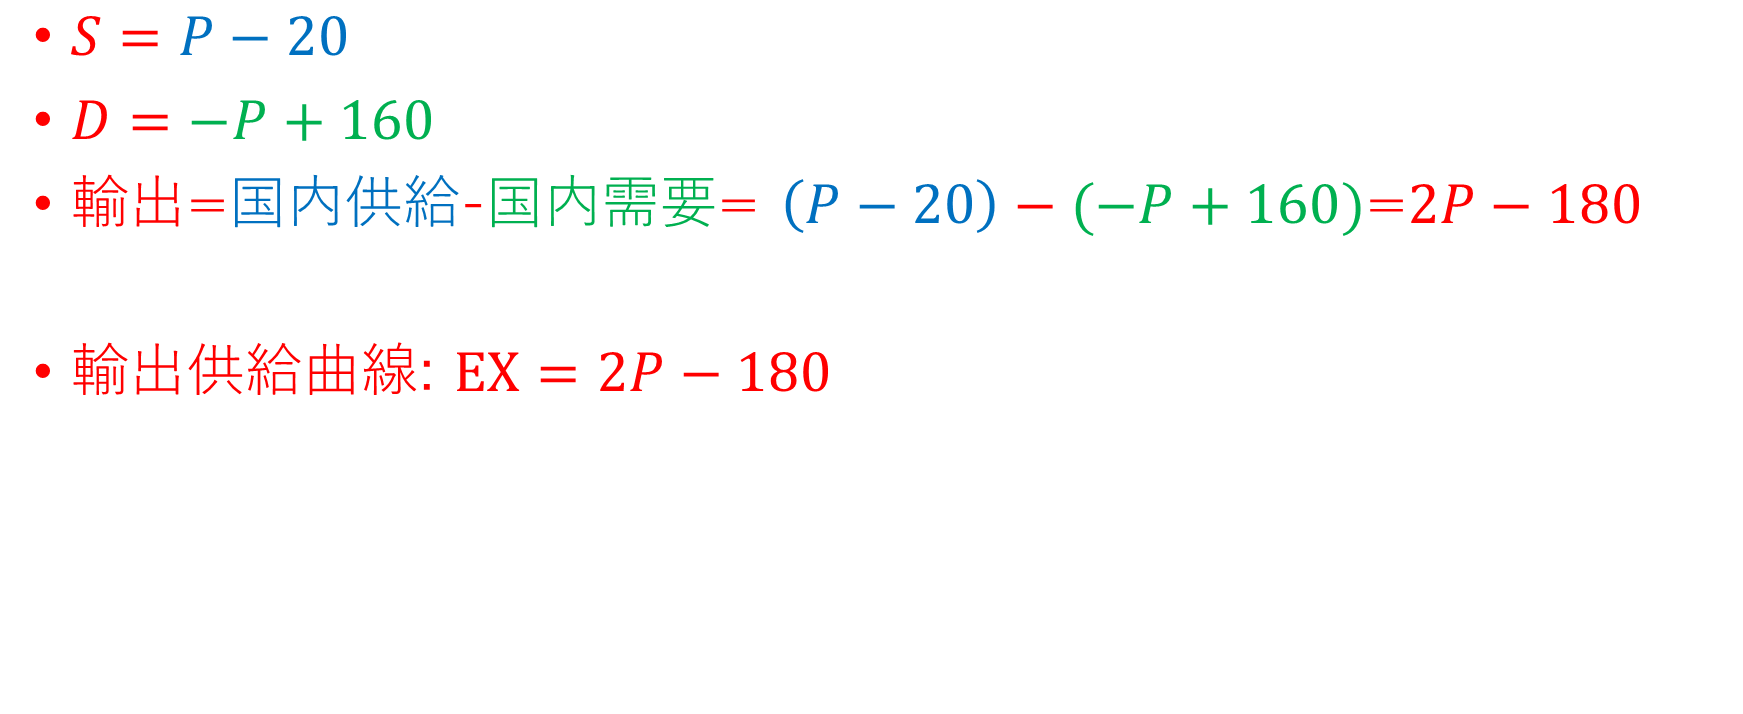 • S = P − 20
• D = −P + 160
• 輸出=国内供給-国内需要= (P − 20) − (−P + 160)=2P − 180
• 輸出供給曲線: EX = 2P − 180